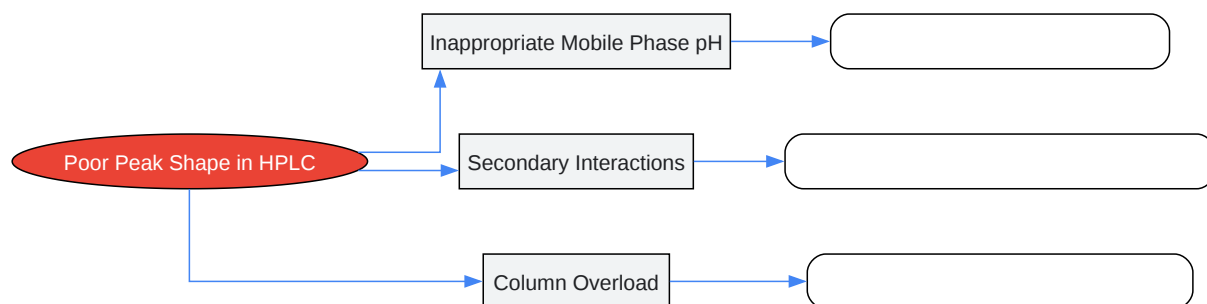 Inappropriate Mobile Phase pH
Poor Peak Shape in HPLC
Secondary Interactions
Column Overload